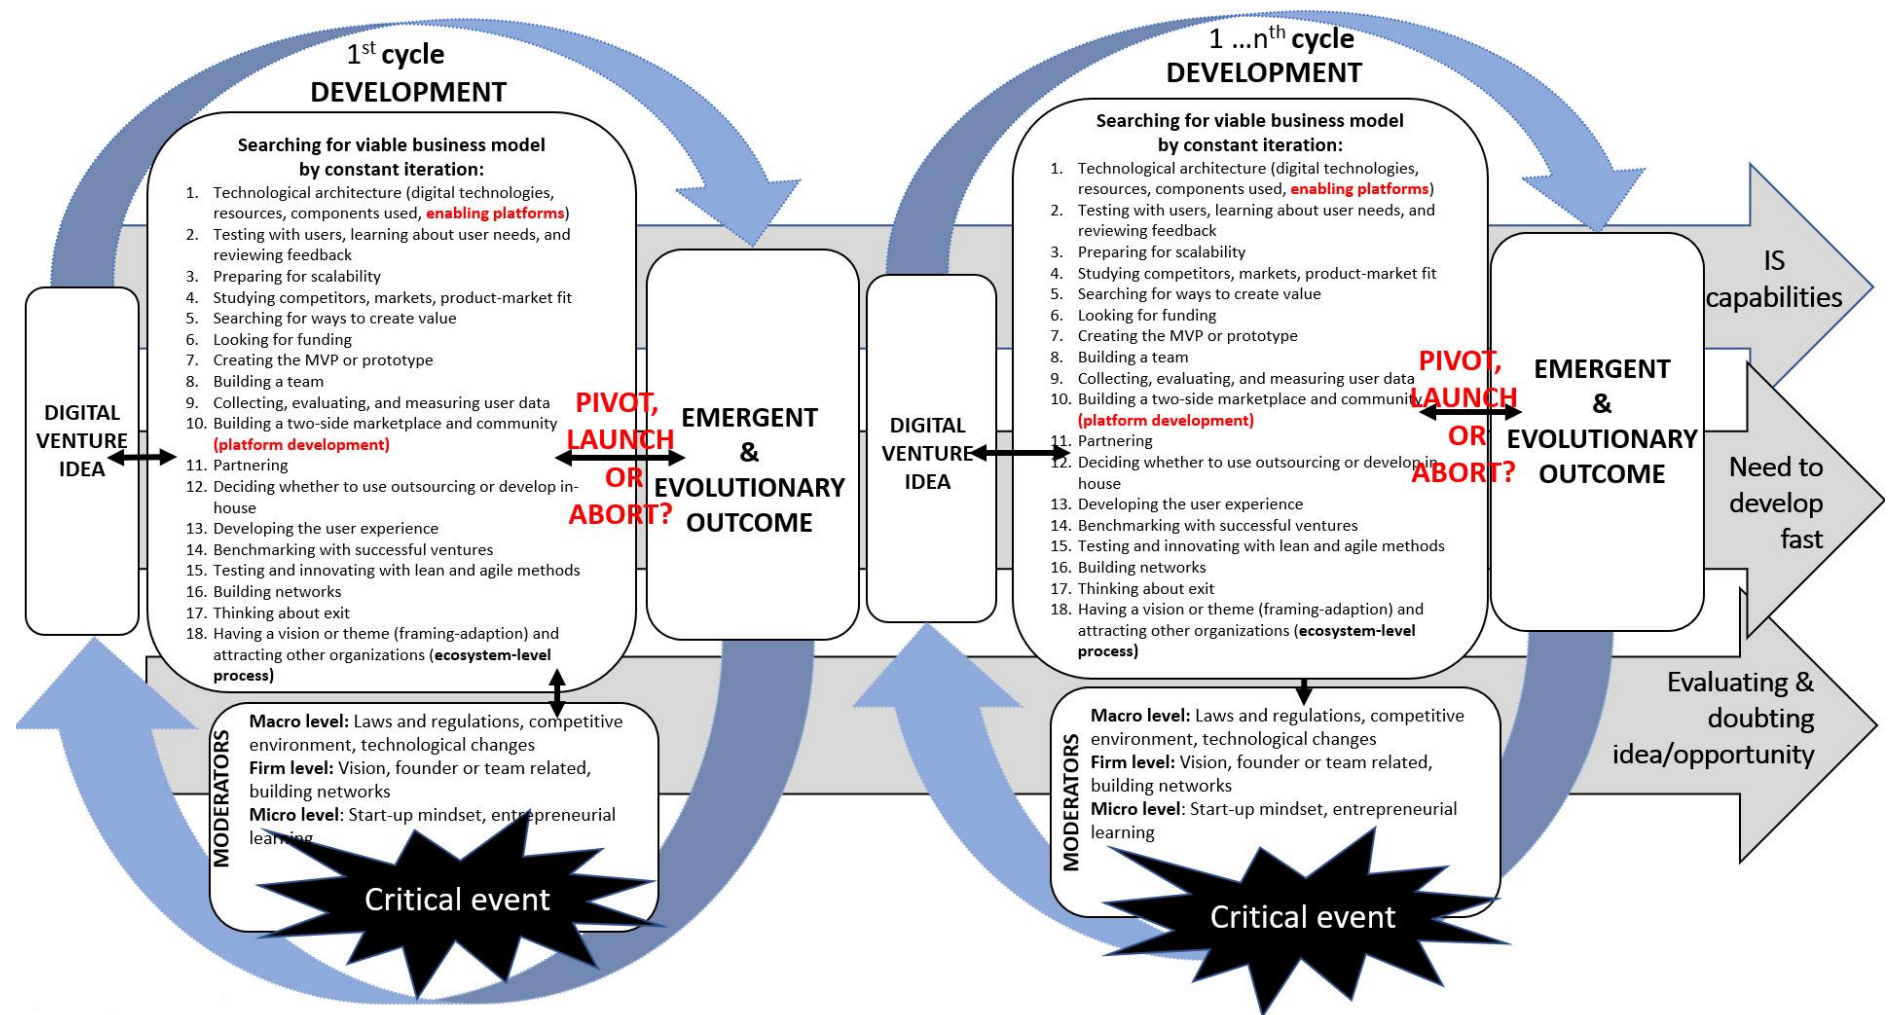 1st cycle
DEVELOPMENT
Searching for viable business model
by constant iteration:
1. Technological architecture (digital technologies,
resources, components used, enabling platforms)
2. Testing with users, learning about user needs, and
reviewing feedback
3. Preparing for scalability
4. Studying competitors, markets, product-market fit
5. Searching for ways to create value
6. Looking for funding
7. Creating the MVP or prototype
8. Building a team
9. Collecting, evaluating, and measuring user data
10. Building a two-side marketplace and community
(platform development)
11. Partnering
12. Deciding whether to use outsourcing or develop in-
house
13. Developing the user experience
14. Benchmarking with successful ventures
15. Testing and innovating with lean and agile methods
16. Building networks
17. Thinking about exit
18. Having a vision or theme (framing-adaption) and
attracting other organizations (ecosystem-level
process)
DIGITAL
VENTURE
IDEA
PIVOT,
LAUNCH
OR
ABORT?
EMERGENT
&
EVOLUTIONARY
OUTCOME
MODERATORS
Macro level: Laws and regulations, competitive
environment, technological changes
Firm level: Vision, founder or team related,
building networks
Micro level: Start-up mindset, entrepreneurial
learning
Critical event
1 ...nth cycle
DEVELOPMENT
Searching for viable business model
by constant iteration:
1. Technological architecture (digital technologies,
resources, components used, enabling platforms)
2. Testing with users, learning about user needs, and
reviewing feedback
3. Preparing for scalability
4. Studying competitors, markets, product-market fit
5. Searching for ways to create value
6. Looking for funding
7. Creating the MVP or prototype
8. Building a team
9. Collecting, evaluating, and measuring user data
10. Building a two-side marketplace and community
(platform development)
11. Partnering
12. Deciding whether to use outsourcing or develop in-
house
13. Developing the user experience
14. Benchmarking with successful ventures
15. Testing and innovating with lean and agile methods
16. Building networks
17. Thinking about exit
18. Having a vision or theme (framing-adaption) and
attracting other organizations (ecosystem-level
process)
DIGITAL
VENTURE
IDEA
PIVOT,
LAUNCH
OR
ABORT?
EMERGENT
&
EVOLUTIONARY
OUTCOME
MODERATORS
Macro level: Laws and regulations, competitive
environment, technological changes
Firm level: Vision, founder or team related,
building networks
Micro level: Start-up mindset, entrepreneurial
learning
Critical event
IS
capabilities
Need to
develop
fast
Evaluating &
doubting
idea/opportunity